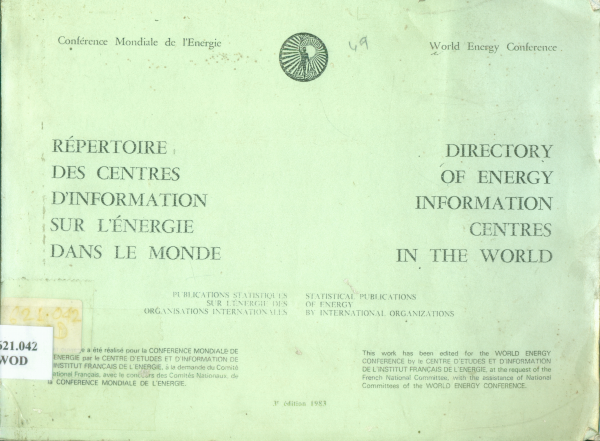 Conférence Mondiale de l'Energie
49
World Energy Conference
RÉPERTOIRE
DES CENTRES
D'INFORMATION
SUR L'ÉNERGIE
DANS LE MONDE
DIRECTORY
OF ENERGY
INFORMATION
CENTRES
IN THE WORLD
PUBLICATIONS STATISTIQUES
SUR L'ÉNERGIE DES
ORGANISATIONS INTERNATIONALES
STATISTICAL PUBLICATIONS
OF ENERGY
BY INTERNATIONAL ORGANIZATIONS
621.042
WOD
a été réalisé pour la CONFERENCE MONDIALE DE
ENERGIE par le CENTRE D'ETUDES ET D'INFORMATION DE
L'INSTITUT FRANCAIS DE L'ENERGIE, à la demande du Comité
national Français, avec le concours des Comités Nationaux, de
la CONFERENCE MONDIALE DE L'ENERGIE.
This work has been edited for the WORLD ENERGY
CONFERENCE by le CENTRE D'ETUDES ET D'INFORMATION
DE L'INSTITUT FRANCAIS DE L'ENERGIE, at the request of the
French National Committee, with the assistance of National
Committees of the WORLD ENERGY CONFERENCE.
3e édition 1983